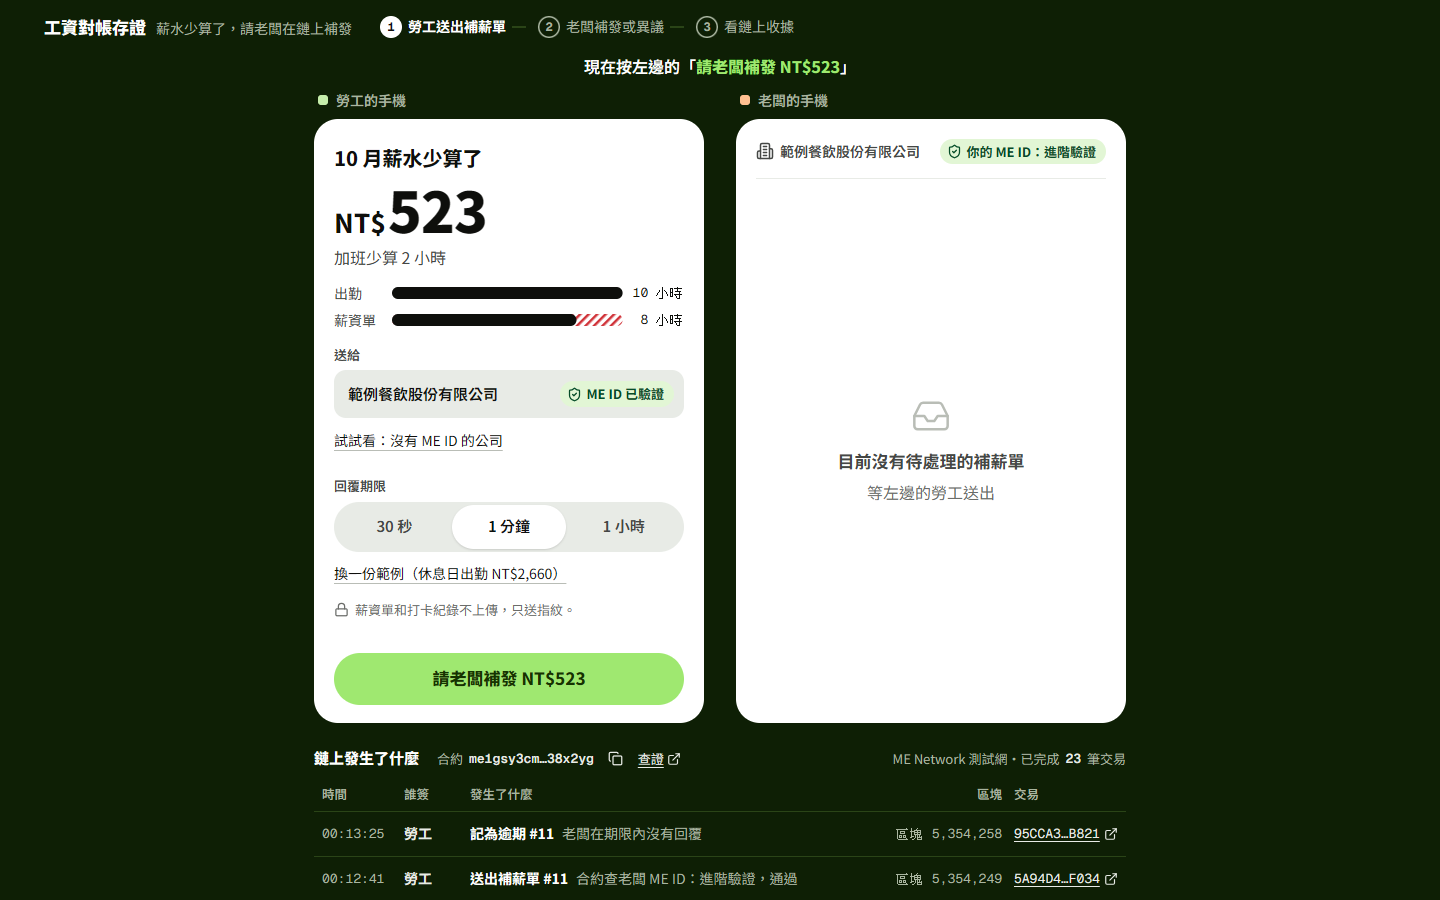 工資對帳存證 薪水少算了，請老闆在鏈上補發 1 勞工送出補薪單 2 老闆補發或異議 3 看鏈上收據
現在按左邊的「請老闆補發 NT$523」
勞工的手機
10 月薪水少算了
NT$523
加班少算 2 小時
出勤 10 小時
薪資單 8 小時
送給
範例餐飲股份有限公司 ME ID 已驗證
試試看：沒有 ME ID 的公司
回覆期限
30 秒 1 分鐘 1 小時
換一份範例（休息日出勤 NT$2,660）
薪資單和打卡紀錄不上傳，只送指紋。
請老闆補發 NT$523
老闆的手機
範例餐飲股份有限公司 你的 ME ID：進階驗證
目前沒有待處理的補薪單
等左邊的勞工送出
鏈上發生了什麼 合約 me1gsy3cm…38x2yg 查證 ME Network 測試網・已完成 23 筆交易
時間 誰簽 發生了什麼 區塊 交易
00:13:25 勞工 記為逾期 #11 老闆在期限內沒有回覆 區塊 5,354,258 95CCA3…B821
00:12:41 勞工 送出補薪單 #11 合約查老闆 ME ID：進階驗證，通過 區塊 5,354,249 5A94D4…F034